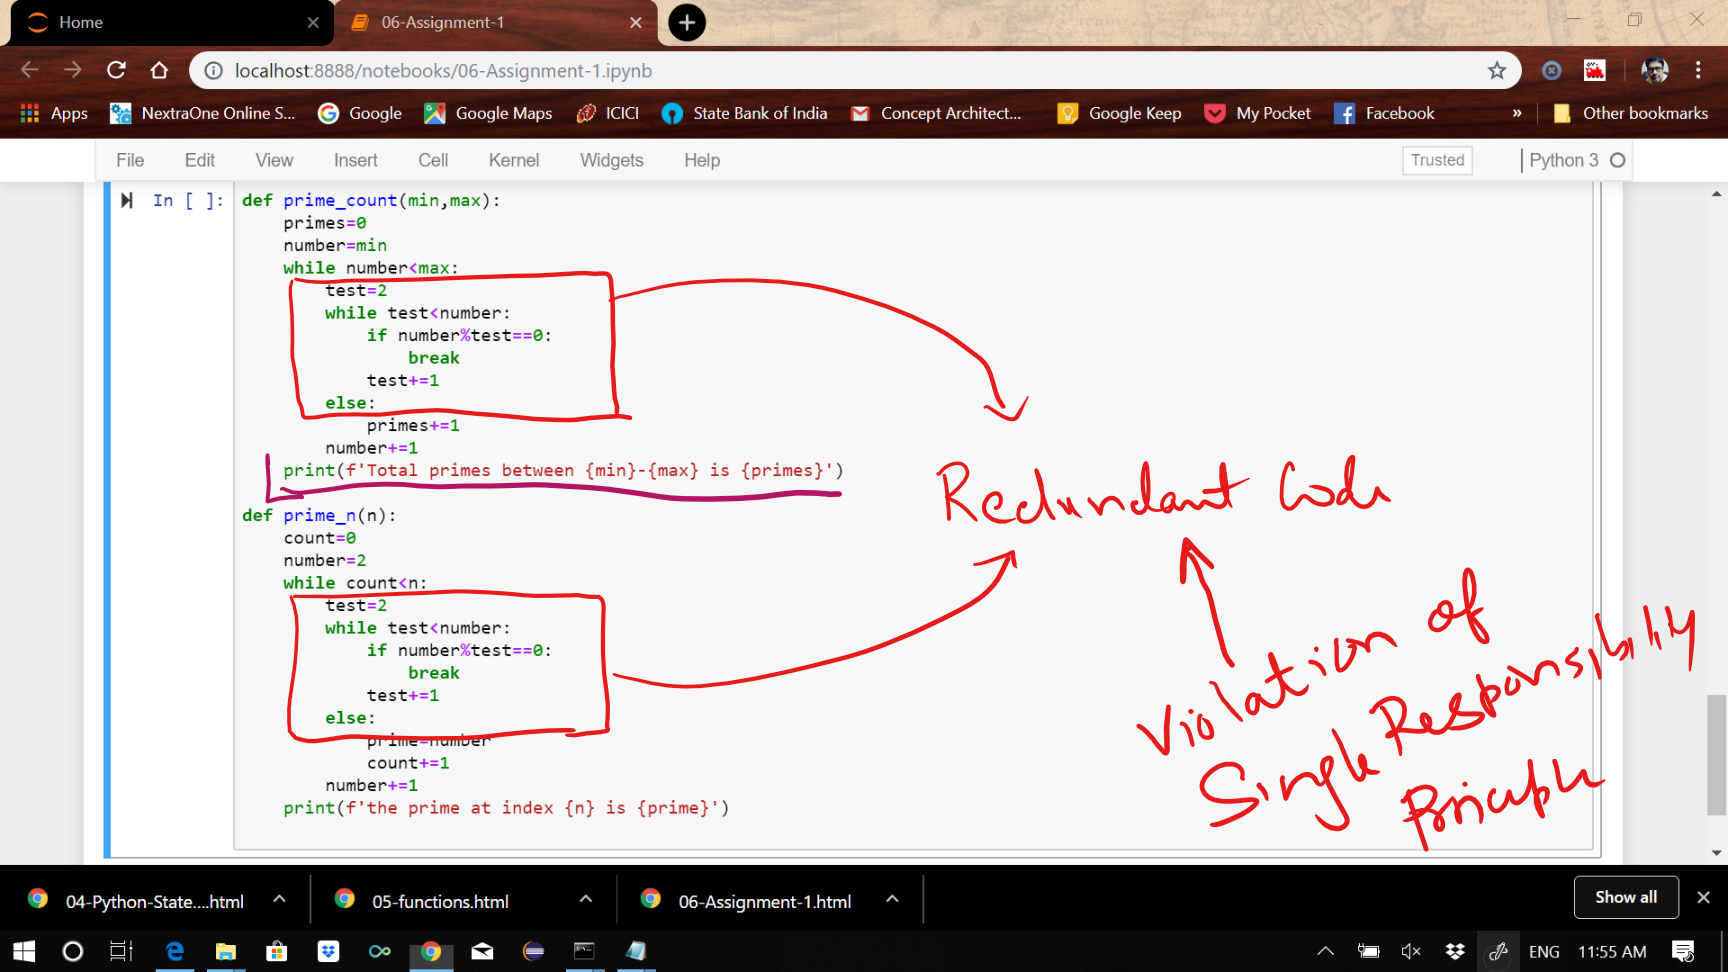 Home
06-Assignment-1
localhost:8888/notebooks/06-Assignment-1.ipynb
Apps NextraOne Online S... Google Google Maps ICICI State Bank of India Concept Architect... Google Keep My Pocket Facebook » Other bookmarks
File Edit View Insert Cell Kernel Widgets Help Trusted Python 3
In [ ]: def prime_count(min,max):
primes=0
number=min
while number<max:
test=2
while test<number:
if number%test==0:
break
test+=1
else:
primes+=1
number+=1
print(f'Total primes between {min}-{max} is {primes}')
def prime_n(n):
count=0
number=2
while count<n:
test=2
while test<number:
if number%test==0:
break
test+=1
else:
prime=number
count+=1
number+=1
print(f'the prime at index {n} is {prime}')
Redundant Code
Violation of
Single Responsibility
Principle
04-Python-State....html 05-functions.html 06-Assignment-1.html Show all
ENG 11:55 AM